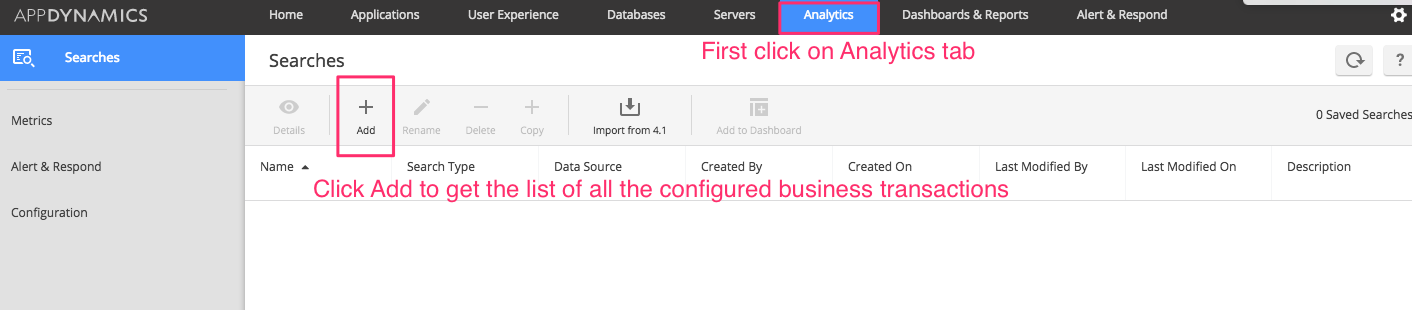 APPDYNAMICS Home Applications User Experience Databases Servers Analytics Dashboards & Reports Alert & Respond
First click on Analytics tab
Searches
Searches
?
Metrics
Alert & Respond
Configuration
Details Add Rename Delete Copy Import from 4.1 Add to Dashboard
0 Saved Searches
Name Search Type Data Source Created By Created On Last Modified By Last Modified On Description
Click Add to get the list of all the configured business transactions